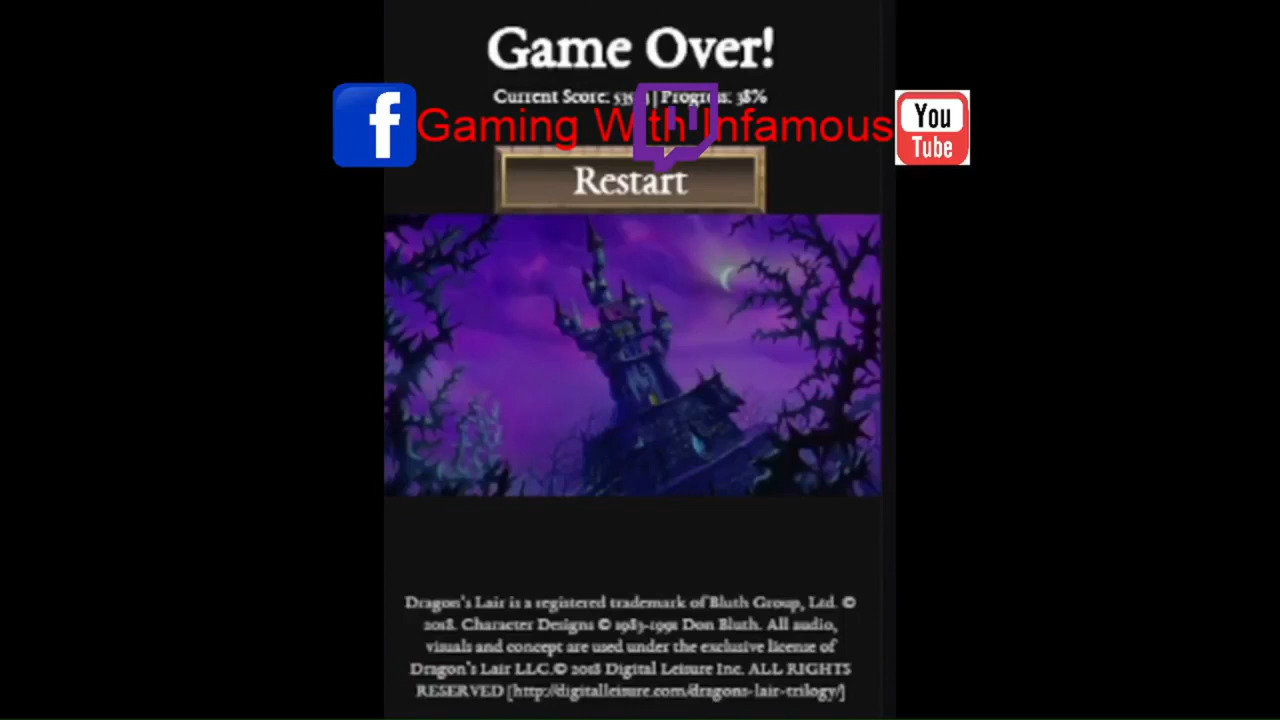 Game Over!
Current Score: | Progress: 38%
f Gaming With Infamous You
Tube
Restart
Dragon's Lair is a registered trademark of Bluth Group, Ltd. ©
2018. Character Designs © 1983-1991 Don Bluth. All audio,
visuals and concept are used under the exclusive license of
Dragon's Lair LLC.© 2018 Digital Leisure Inc. ALL RIGHTS
RESERVED [http://digitalleisure.com/dragons-lair-trilogy/]